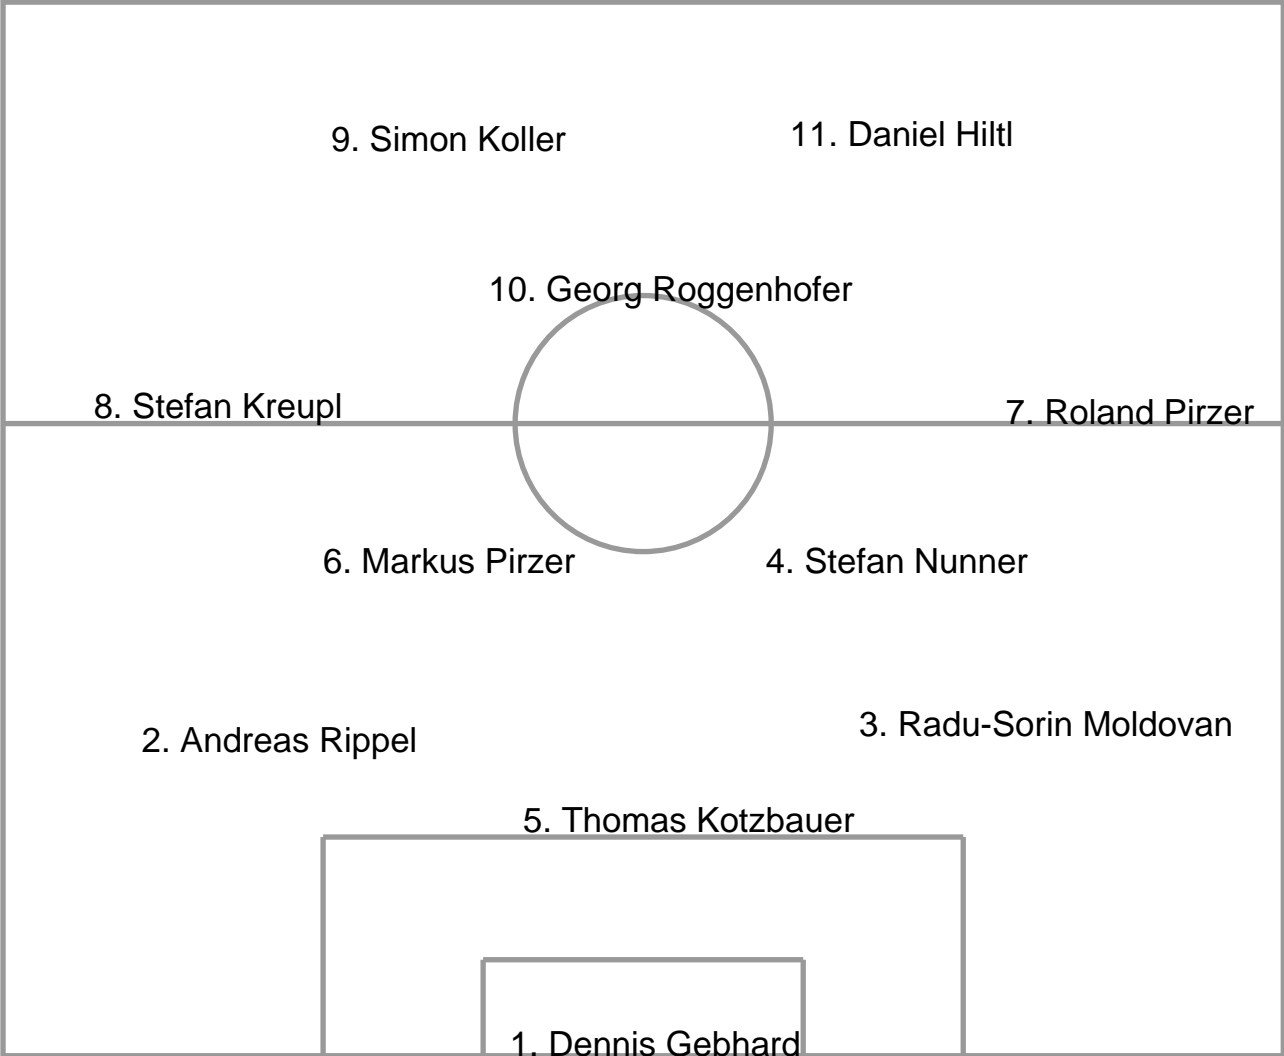 9. Simon Koller
11. Daniel Hiltl
10. Georg Roggenhofer
8. Stefan Kreupl
7. Roland Pirzer
6. Markus Pirzer
4. Stefan Nunner
2. Andreas Rippel
3. Radu-Sorin Moldovan
5. Thomas Kotzbauer
1. Dennis Gebhard